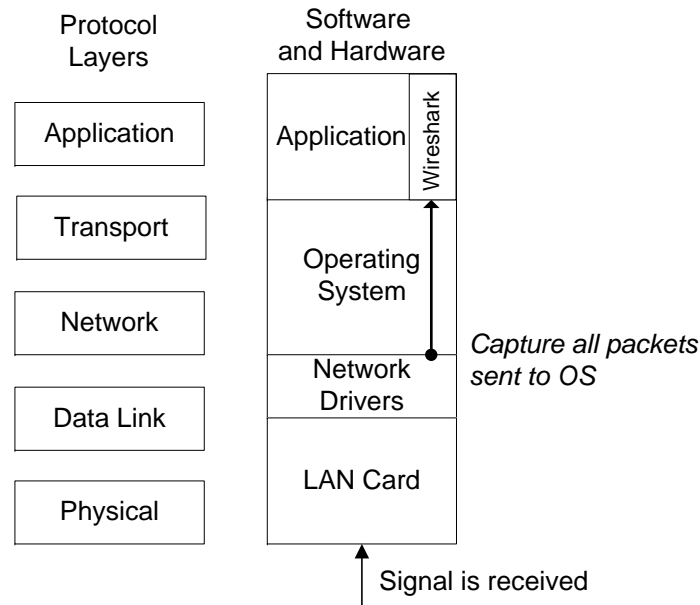 Protocol
Layers
Application
Transport
Network
Data Link
Physical
Software
and Hardware
Application
Wireshark
Operating
System
Network
Drivers
LAN Card
Capture all packets
sent to OS
Signal is received